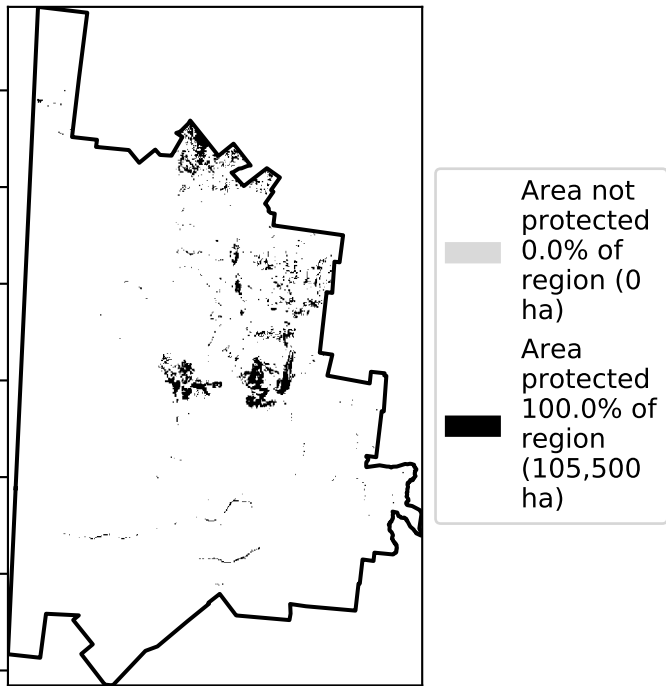 Area not
protected
0.0% of
region (0
ha)
Area
protected
100.0% of
region
(105,500
ha)